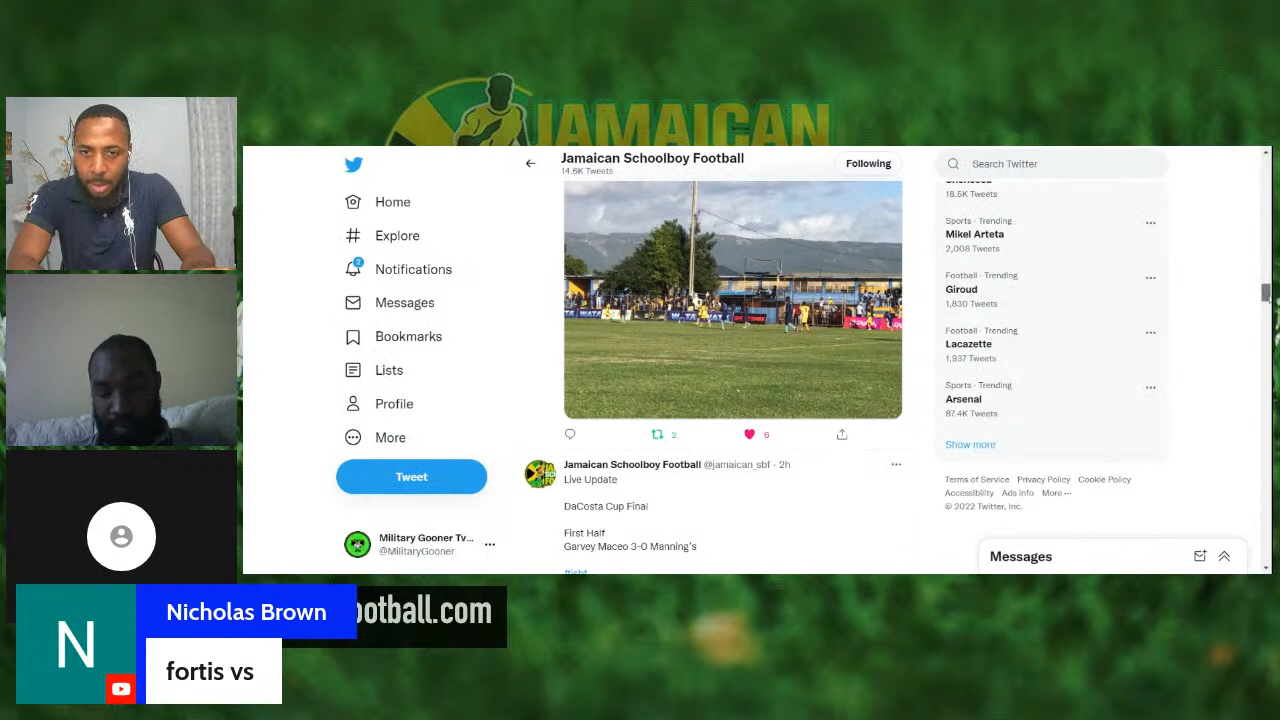 JAMAICAN
Jamaican Schoolboy Football
14.6K Tweets
Following
Search Twitter
Home
Explore
2
Notifications
Messages
Bookmarks
Lists
Profile
More
Tweet
Military Gooner Tv...
@MilitaryGooner
2
6
Jamaican Schoolboy Football @jamaican_sbf · 2h
Live Update
DaCosta Cup Final
First Half
Garvey Maceo 3-0 Manning's
18.5K Tweets
Sports · Trending
Mikel Arteta
2,008 Tweets
Football · Trending
Giroud
1,830 Tweets
Football · Trending
Lacazette
1,937 Tweets
Sports · Trending
Arsenal
87.4K Tweets
Show more
Terms of Service Privacy Policy Cookie Policy
Accessibility Ads info More ···
© 2022 Twitter, Inc.
Messages
ootball.com
N
Nicholas Brown
fortis vs